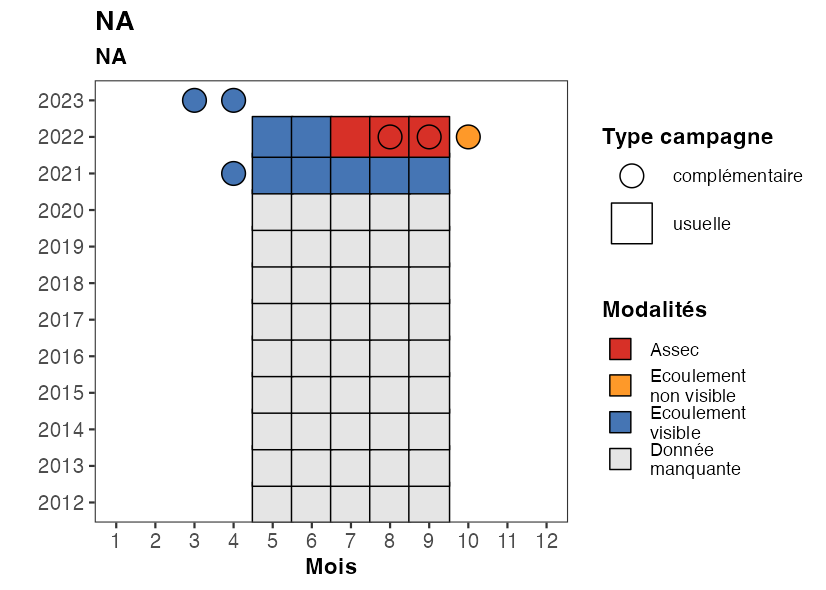 NA
NA
2023
2022
2021
2020
2019
2018
2017
2016
2015
2014
2013
2012
1 2 3 4 5 6 7 8 9 10 11 12
Mois
Type campagne
complémentaire
usuelle
Modalités
Assec
Ecoulement
non visible
Ecoulement
visible
Donnée
manquante